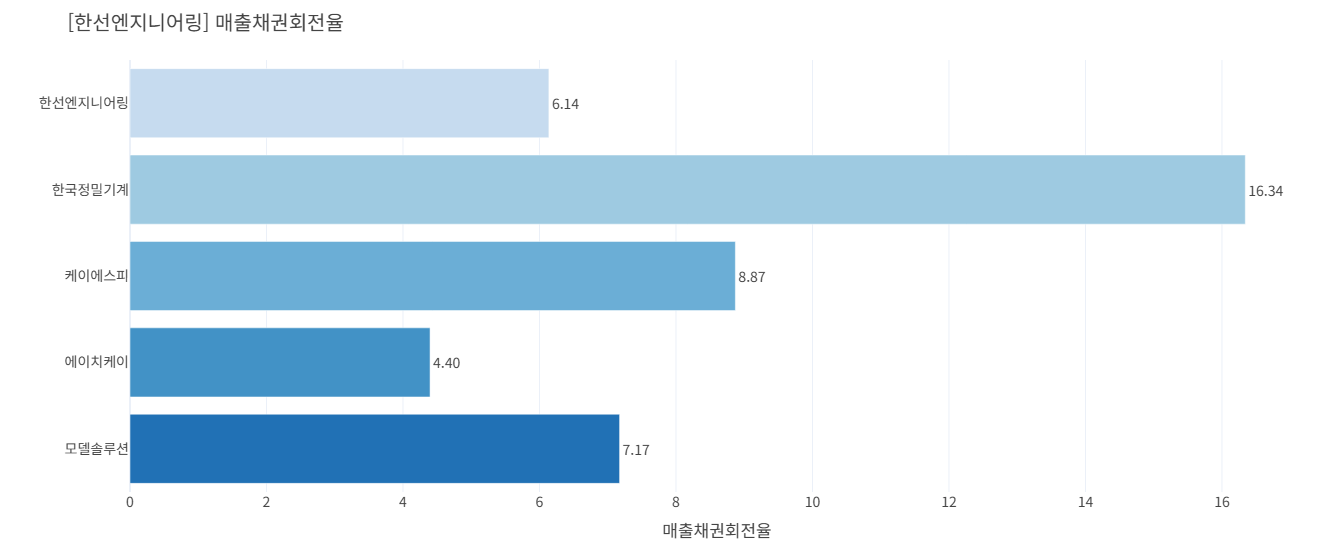 [한선엔지니어링] 매출채권회전율
한선엔지니어링
6.14
한국정밀기계
16.34
케이에스피
8.87
에이치케이
4.40
모델솔루션
7.17
0 2 4 6 8 10 12 14 16
매출채권회전율